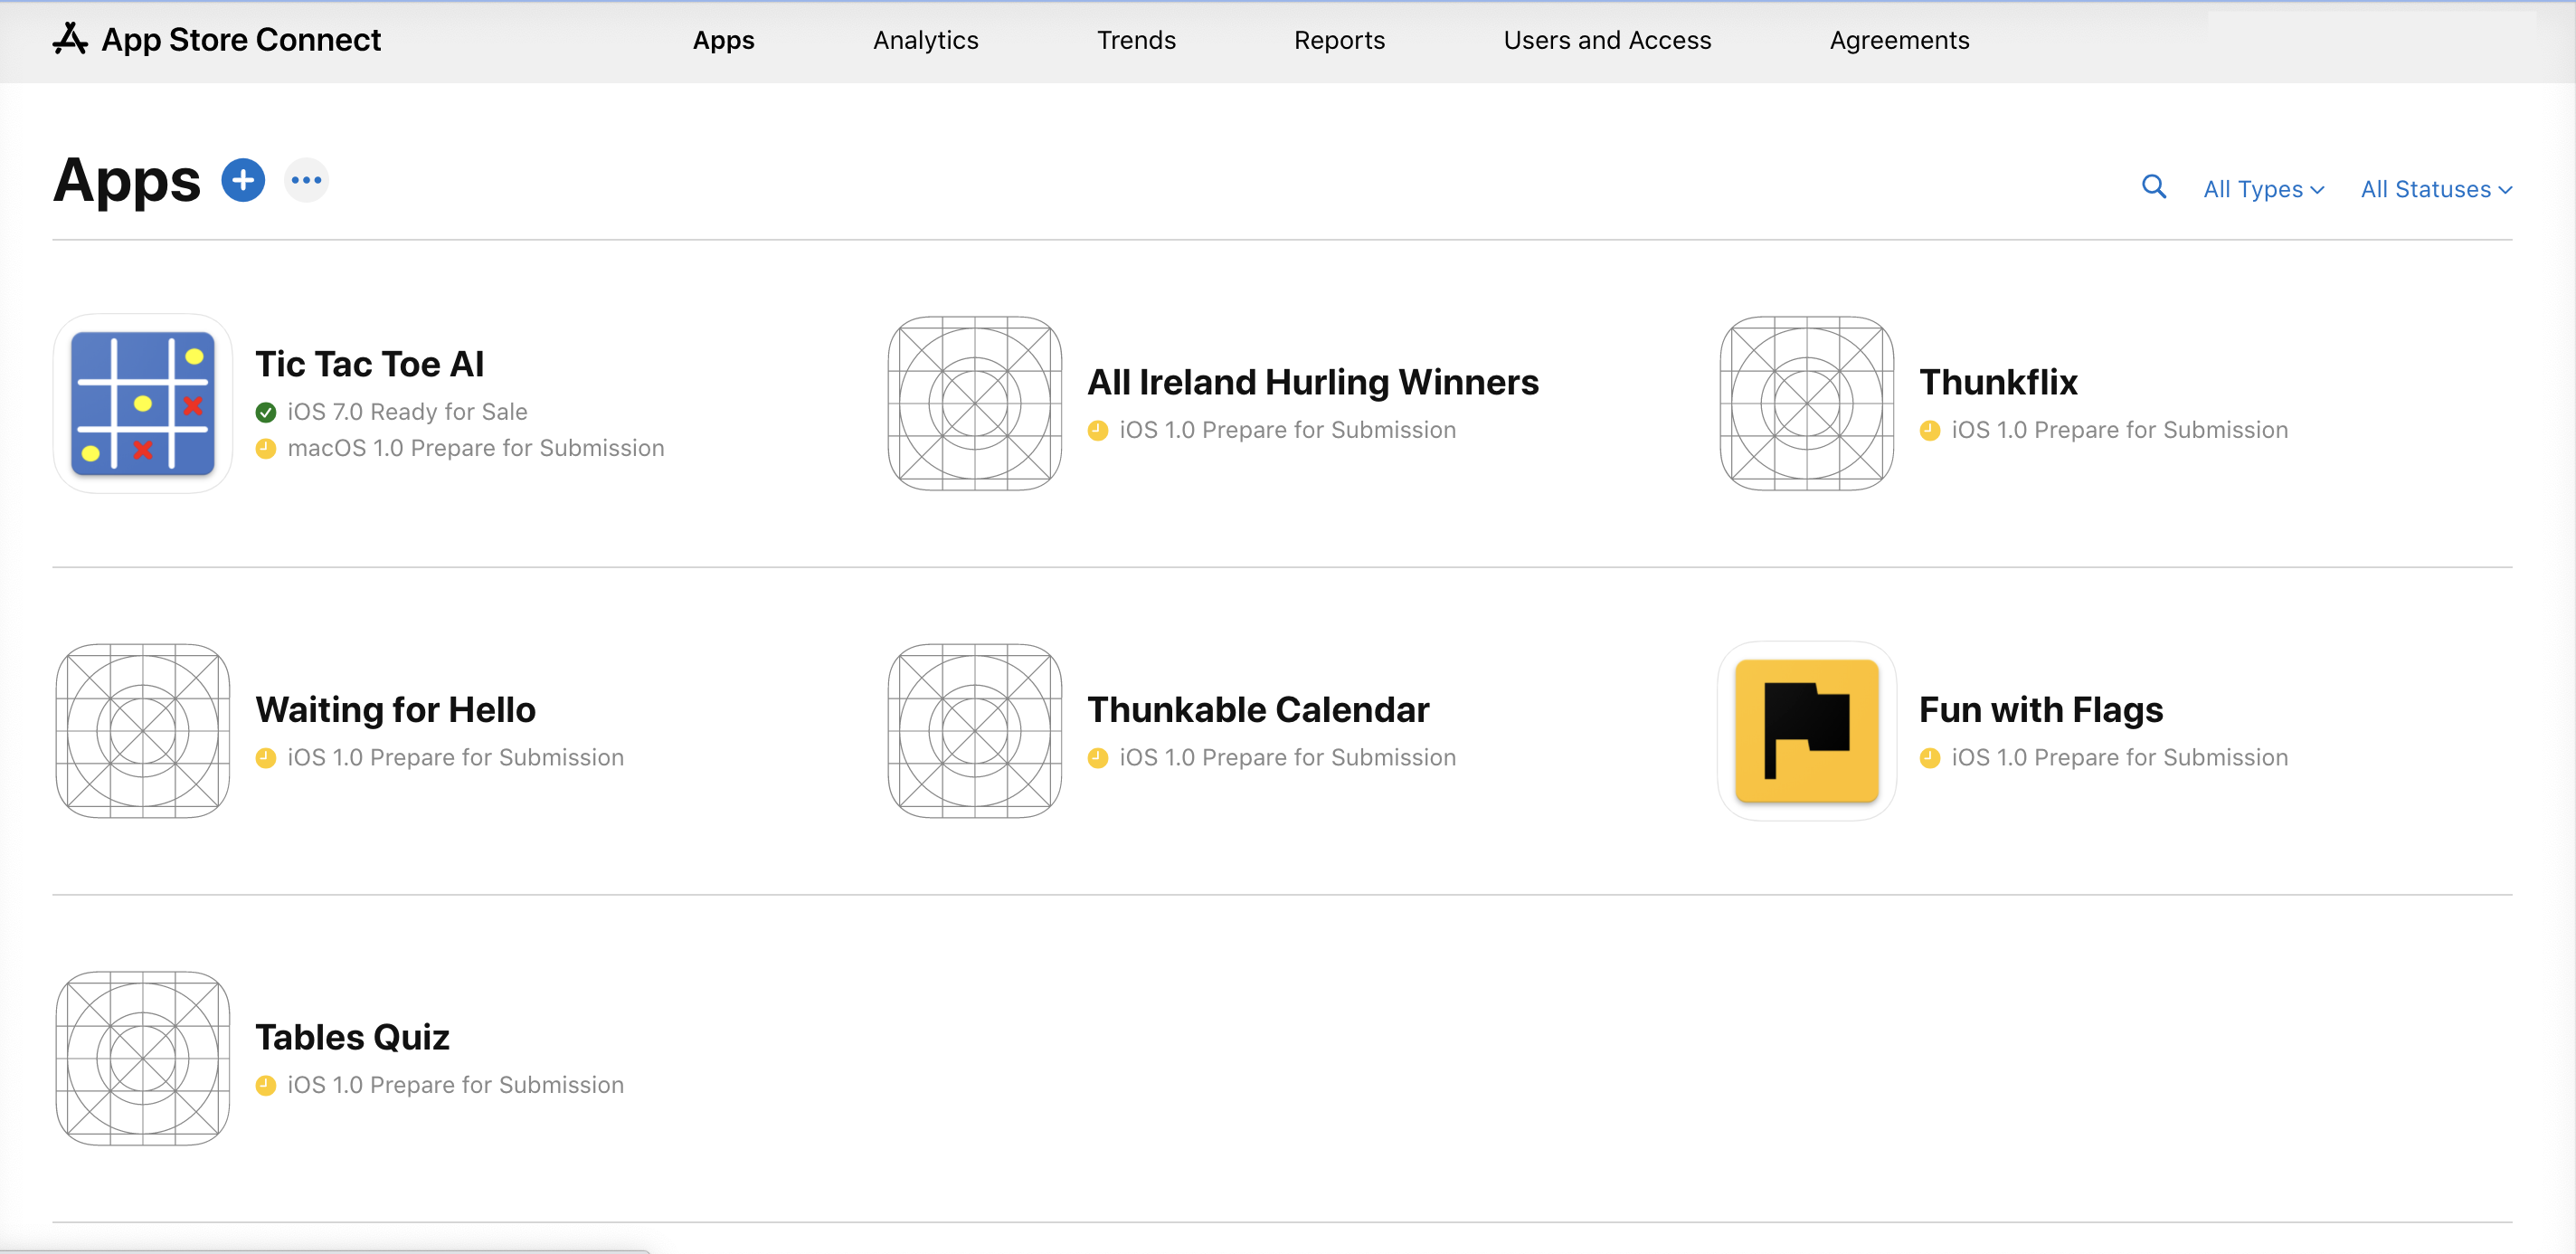 App Store Connect
Apps
Analytics
Trends
Reports
Users and Access
Agreements
Apps
All Types
All Statuses
Tic Tac Toe AI
iOS 7.0 Ready for Sale
macOS 1.0 Prepare for Submission
All Ireland Hurling Winners
iOS 1.0 Prepare for Submission
Thunkflix
iOS 1.0 Prepare for Submission
Waiting for Hello
iOS 1.0 Prepare for Submission
Thunkable Calendar
iOS 1.0 Prepare for Submission
Fun with Flags
iOS 1.0 Prepare for Submission
Tables Quiz
iOS 1.0 Prepare for Submission